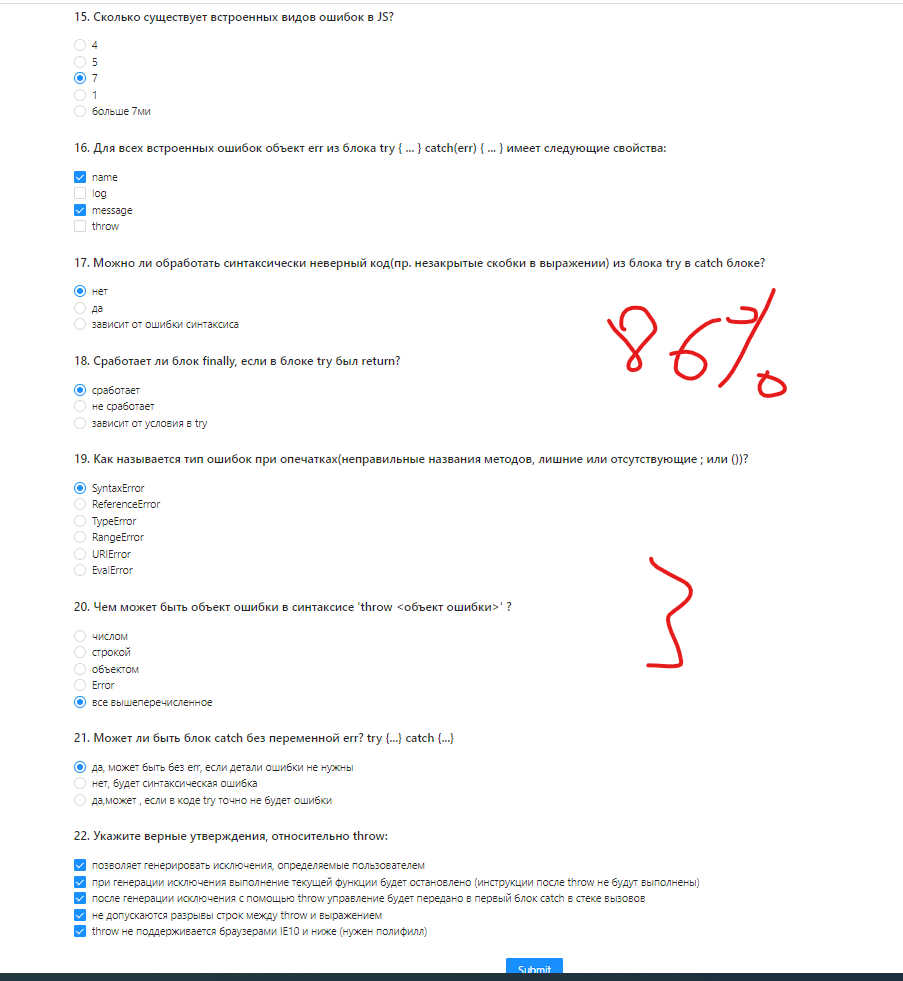 15. Сколько существует встроенных видов ошибок в JS?
4
5
7
1
больше 7ми
16. Для всех встроенных ошибок объект err из блока try { ... } catch(err) { ... } имеет следующие свойства:
name
log
message
throw
17. Можно ли обработать синтаксически неверный код(пр. незакрытые скобки в выражении) из блока try в catch блоке?
нет
да
зависит от ошибки синтаксиса
86%
18. Сработает ли блок finally, если в блоке try был return?
сработает
не сработает
зависит от условия в try
19. Как называется тип ошибок при опечатках(неправильные названия методов, лишние или отсутствующие ; или ())?
SyntaxError
ReferenceError
TypeError
RangeError
URIError
EvalError
20. Чем может быть объект ошибки в синтаксисе 'throw <объект ошибки>' ?
числом
строкой
объектом
Error
все вышеперечисленное
21. Может ли быть блок catch без переменной err? try {...} catch {...}
да, может быть без err, если детали ошибки не нужны
нет, будет синтаксическая ошибка
да,может , если в коде try точно не будет ошибки
22. Укажите верные утверждения, относительно throw:
позволяет генерировать исключения, определяемые пользователем
при генерации исключения выполнение текущей функции будет остановлено (инструкции после throw не будут выполнены)
после генерации исключения с помощью throw управление будет передано в первый блок catch в стеке вызовов
не допускаются разрывы строк между throw и выражением
throw не поддерживается браузерами IE10 и ниже (нужен полифилл)
Submit